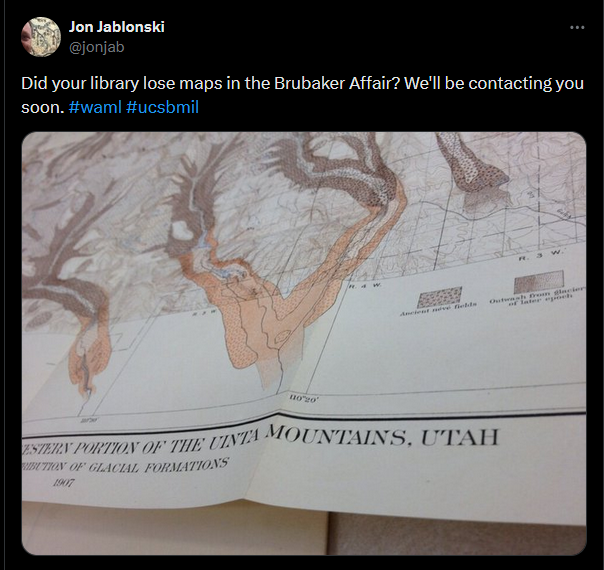 Jon Jablonski
@jonjab
Did your library lose maps in the Brubaker Affair? We'll be contacting you
soon. #waml #ucsbmil
R. 3 W.
R. 4 W.
Ancient névé fields
Outwash from glaciers
of later epoch
110°20'
ESTERN PORTION OF THE UINTA MOUNTAINS, UTAH
RIBUTION OF GLACIAL FORMATIONS
1907